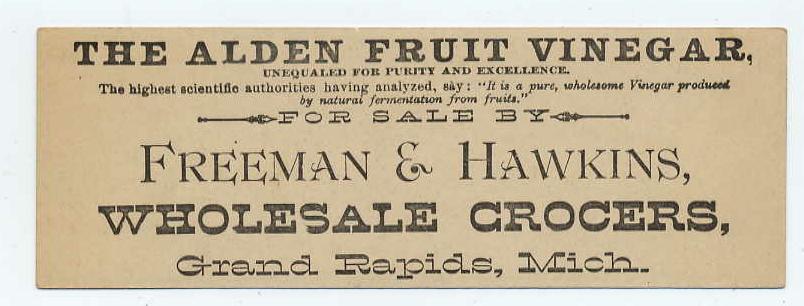 THE ALDEN FRUIT VINEGAR,
UNEQUALED FOR PURITY AND EXCELLENCE.
The highest scientific authorities having analyzed, say: "It is a pure, wholesome Vinegar produced
by natural fermentation from fruits."
FOR SALE BY
FREEMAN & HAWKINS,
WHOLESALE GROCERS,
Grand Rapids, Mich.